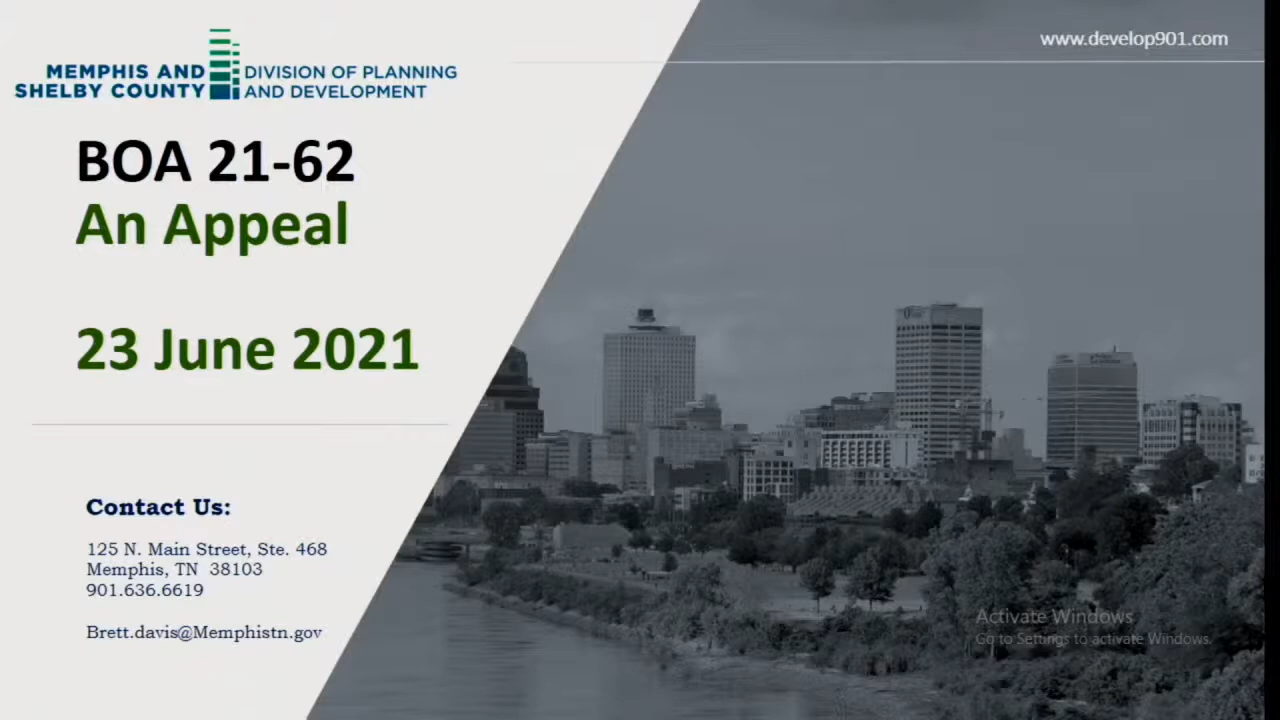 www.develop901.com
MEMPHIS AND
SHELBY COUNTY
DIVISION OF PLANNING
AND DEVELOPMENT
BOA 21-62
An Appeal
23 June 2021
Contact Us:
125 N. Main Street, Ste. 468
Memphis, TN 38103
901.636.6619
Brett.davis@Memphistn.gov
Activate Windows
Go to Settings to activate Windows.